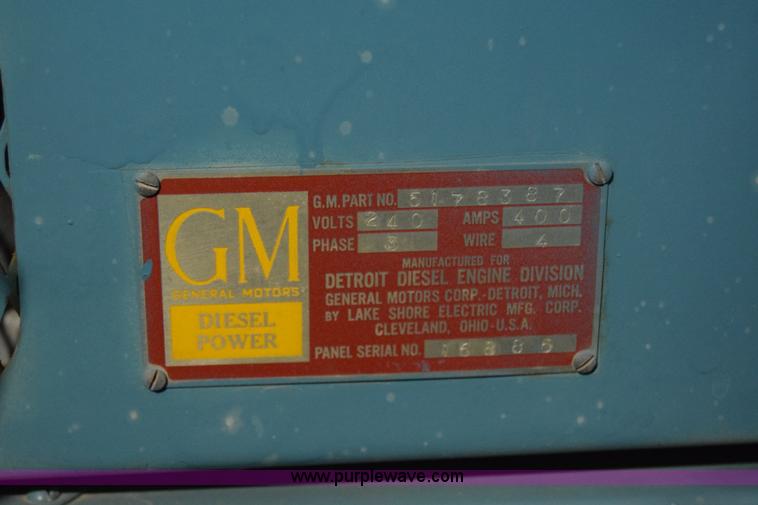 GM
GENERAL MOTORS
DIESEL
POWER
G.M. PART NO. 5178387
VOLTS 240 AMPS 400
PHASE 3 WIRE 4
MANUFACTURED FOR
DETROIT DIESEL ENGINE DIVISION
GENERAL MOTORS CORP.-DETROIT, MICH.
BY LAKE SHORE ELECTRIC MFG. CORP.
CLEVELAND, OHIO-U.S.A.
PANEL SERIAL NO.
www.purplewave.com